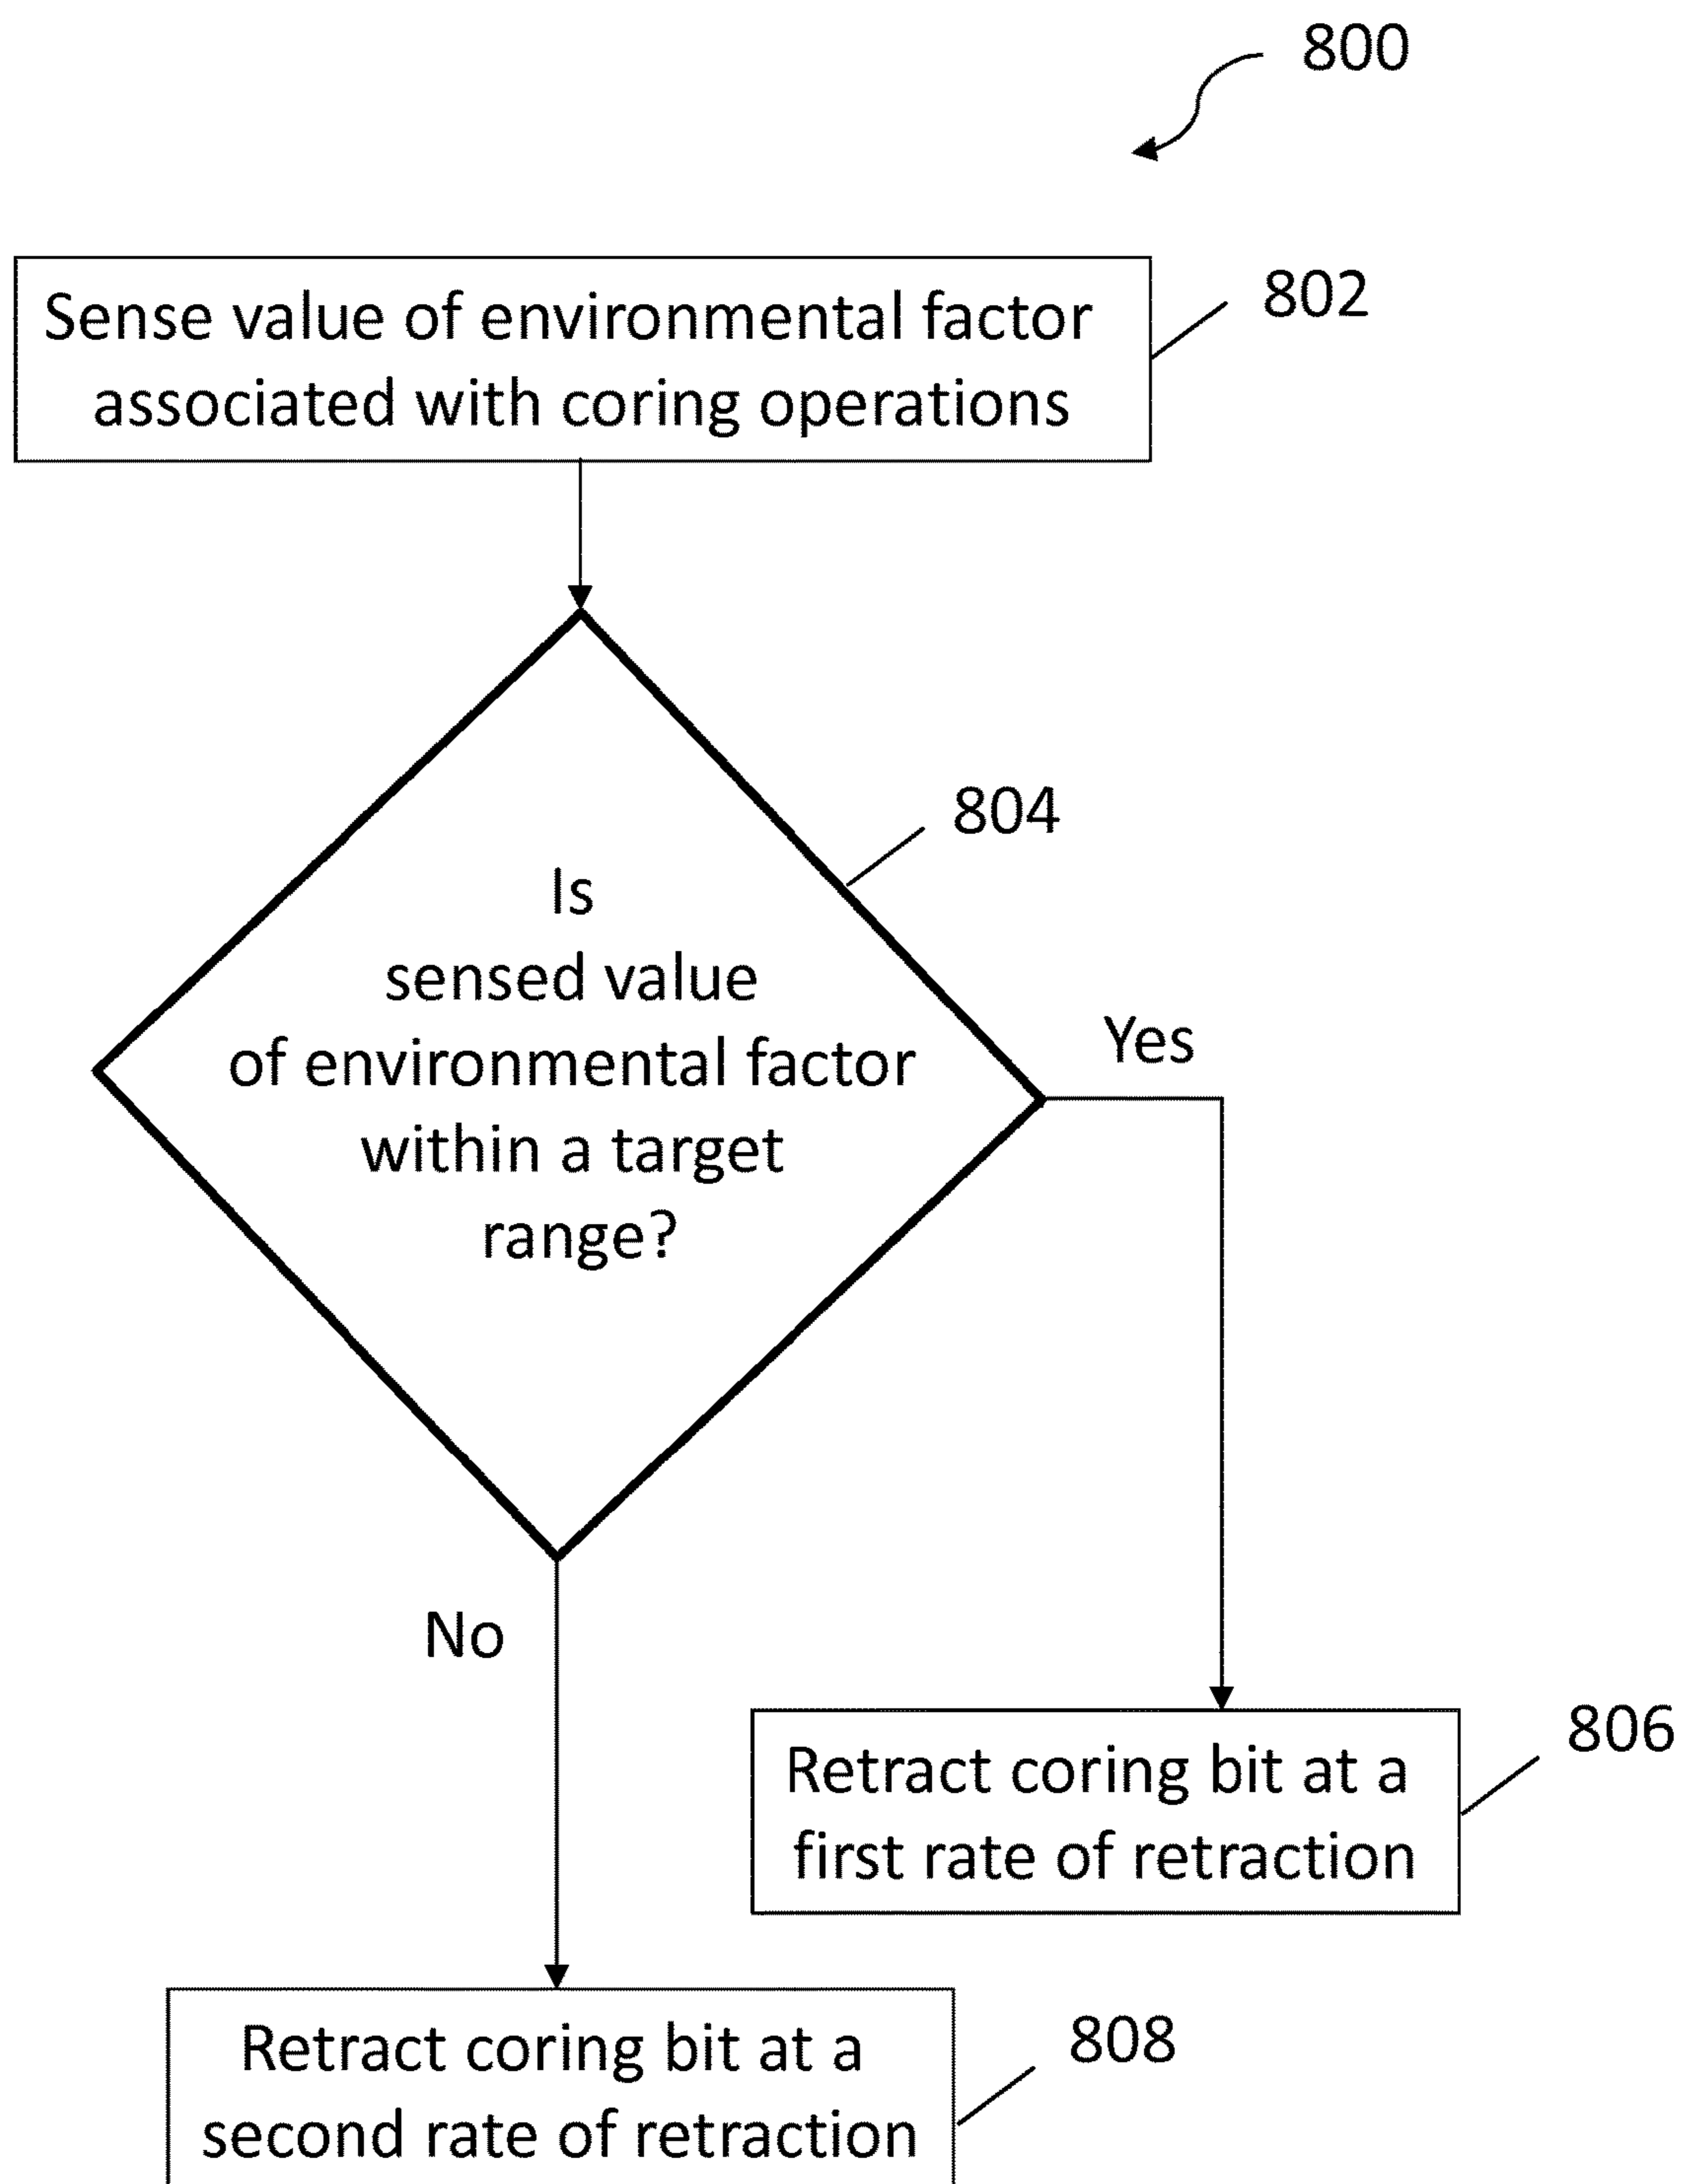 800
Sense value of environmental factor
associated with coring operations
802
804
Is
sensed value
of environmental factor
within a target
range?
Yes
No
806
Retract coring bit at a
first rate of retraction
808
Retract coring bit at a
second rate of retraction